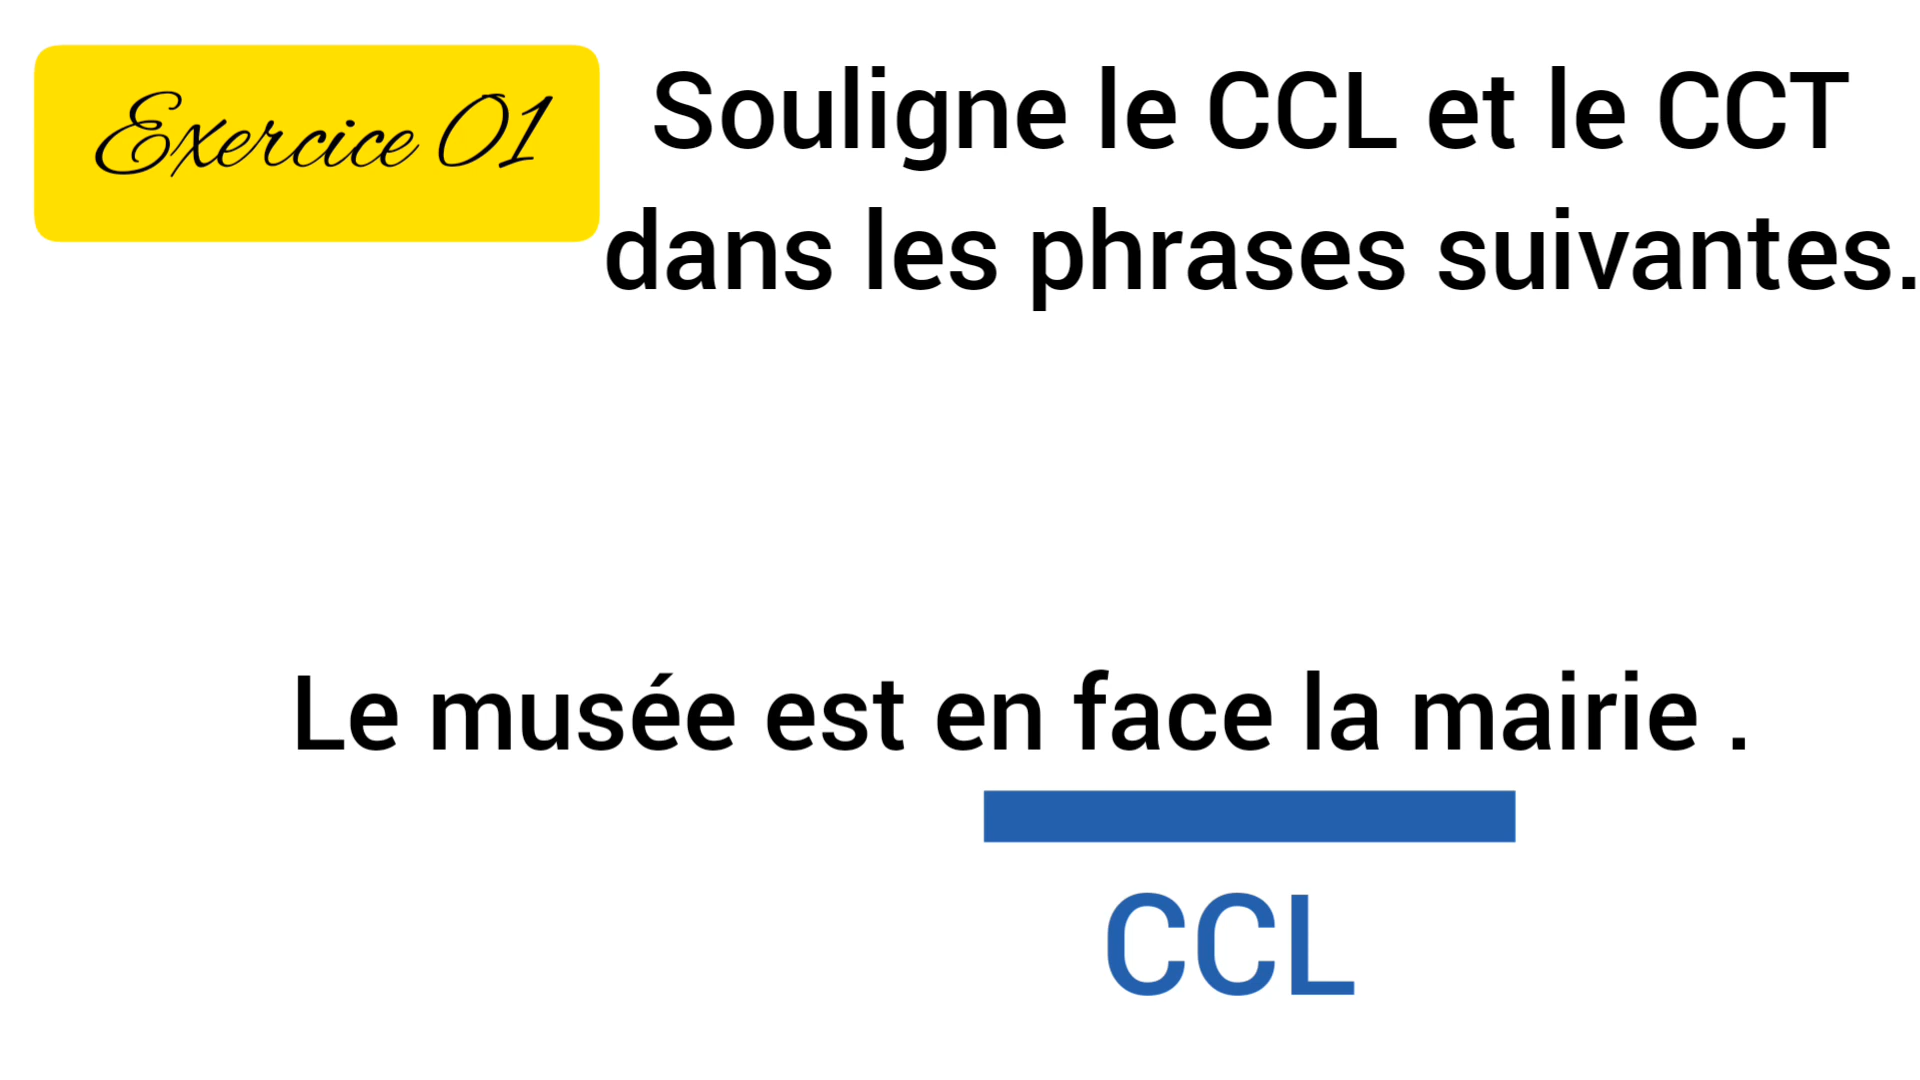 Exercice 01
Souligne le CCL et le CCT
dans les phrases suivantes.
Le musée est en face la mairie .
CCL